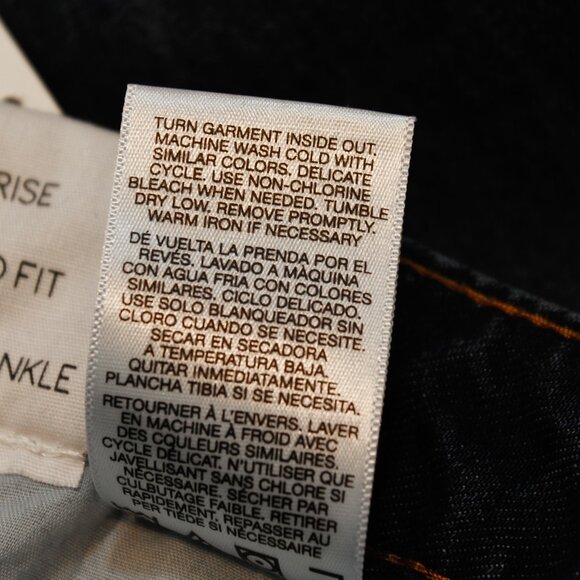 RISE
FIT
TURN GARMENT INSIDE OUT.
MACHINE WASH COLD WITH
SIMILAR COLORS, DELICATE
CYCLE. USE NON-CHLORINE
BLEACH WHEN NEEDED. TUMBLE
DRY LOW. REMOVE PROMPTLY.
WARM IRON IF NECESSARY
DÉ VUELTA LA PRENDA POR EL
REVÉS. LAVADO A MÀQUINA
CON AGUA FRIA CON COLORES
SIMILARES, CICLO DELICADO.
USE SOLO BLANQUEADOR SIN
CLORO CUANDO SE NECESITE.
SECAR EN SECADORA
A TEMPERATURA BAJA.
QUITAR INMEDIATAMENTE.
PLANCHA TIBIA SI SE NECESITA.
RETOURNER À L'ENVERS. LAVER
EN MACHINE À FROID AVEC
DES COULEURS SIMILAIRES.
CYCLE DÉLICAT. N'UTILISER QUE
JAVELLISANT SANS CHLORE SI
NÉCESSAIRE. SÉCHER PAR
CULBUTAGE FAIBLE. RETIRER
RAPIDEMENT. REPASSER AU
FER TIÈDE SI NÉCESSAIRE